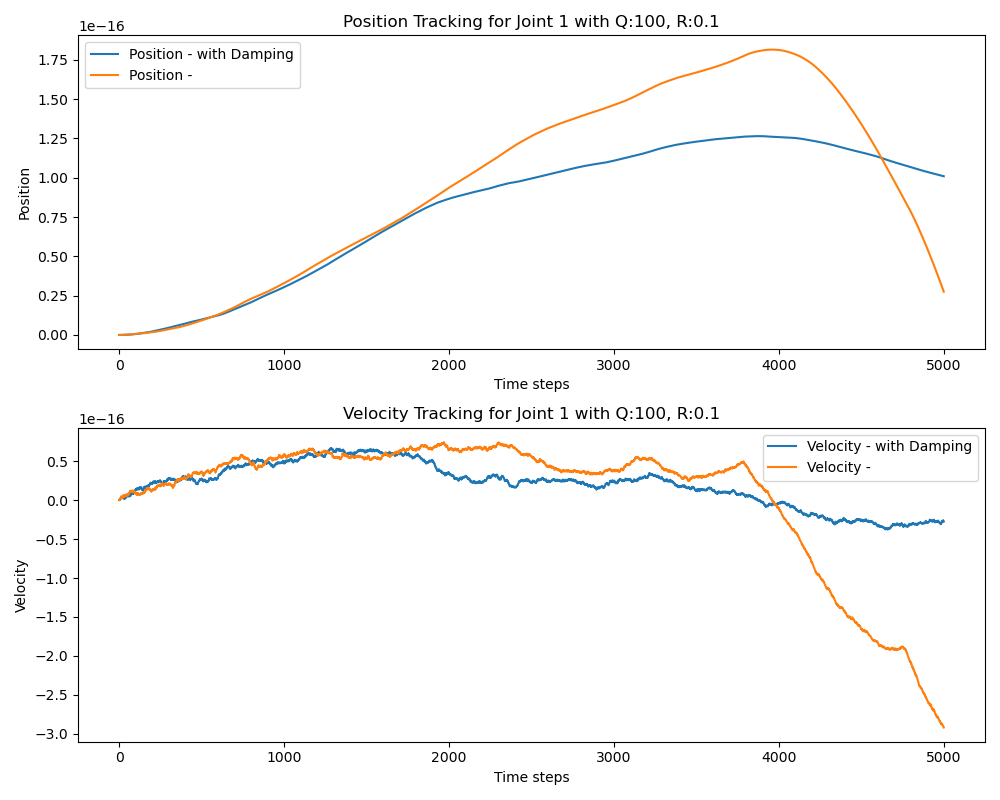 Position Tracking for Joint 1 with Q:100, R:0.1
1e−16
Position - with Damping
Position -
1.75
1.50
1.25
1.00
0.75
0.50
0.25
0.00
Position
0 1000 2000 3000 4000 5000
Time steps
Velocity Tracking for Joint 1 with Q:100, R:0.1
1e−16
Velocity - with Damping
Velocity -
0.5
0.0
−0.5
−1.0
−1.5
−2.0
−2.5
−3.0
Velocity
0 1000 2000 3000 4000 5000
Time steps